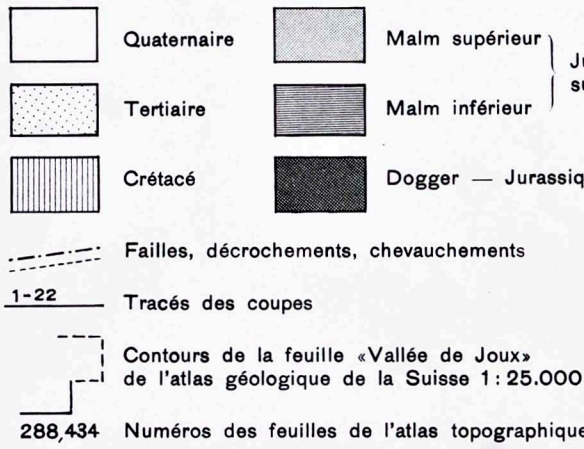 Quaternaire
Malm supérieur
Tertiaire
Malm inférieur
Crétacé
Dogger —
Failles, décrochements, chevauchements
1-22
Tracés des coupes
Contours de la feuille «Vallée de Joux»
de l'atlas géologique de la Suisse 1:25.000
288,434 Numéros des feuilles de l'atlas topographique